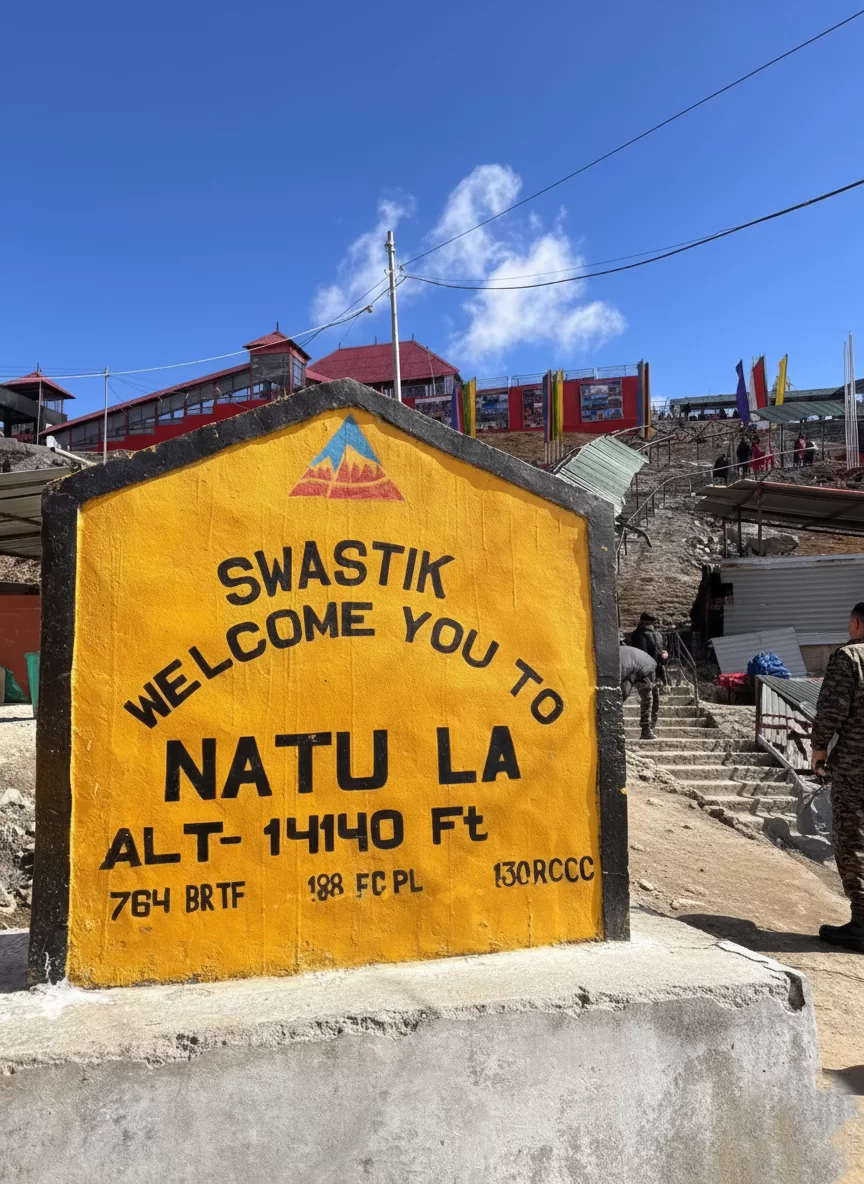 SWASTIK
WELCOME YOU TO
NATU LA
ALT- 14140 Ft
764 BRTF 188 FC PL 130RCCC